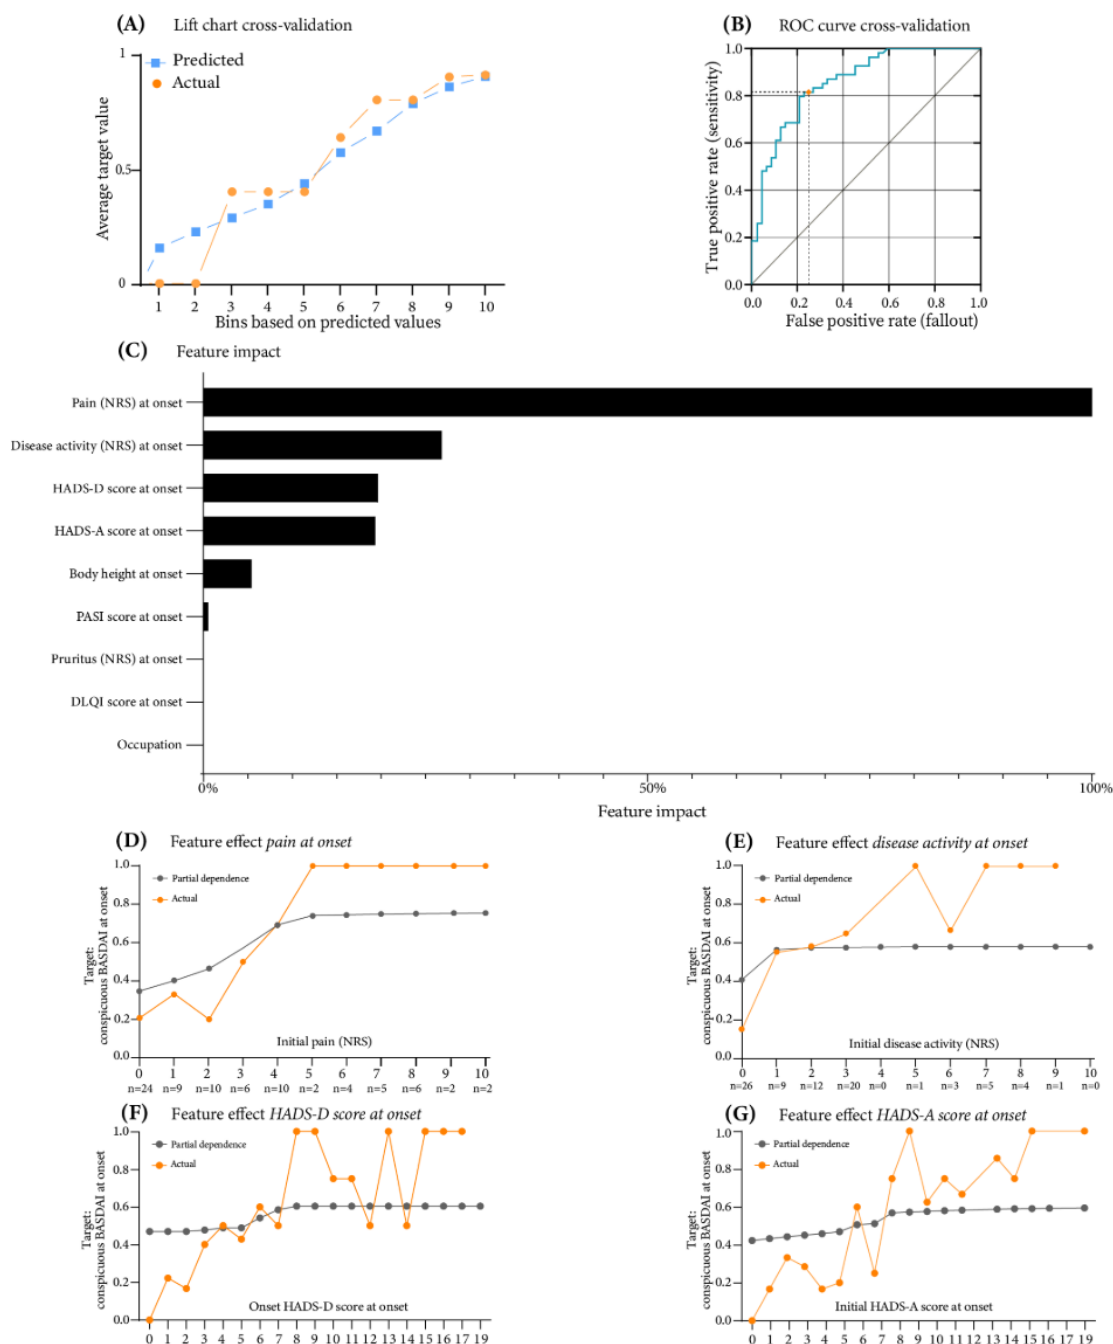 (A) Lift chart cross-validation
1
Predicted
Actual
0.5
0
Average target value
1 2 3 4 5 6 7 8 9 10
Bins based on predicted values
(B) ROC curve cross-validation
1.0
0.8
0.6
0.4
0.2
0.0
True positive rate (sensitivity)
0.0 0.2 0.4 0.6 0.8 1.0
False positive rate (fallout)
(C) Feature impact
Pain (NRS) at onset
Disease activity (NRS) at onset
HADS-D score at onset
HADS-A score at onset
Body height at onset
PASI score at onset
Pruritus (NRS) at onset
DLQI score at onset
Occupation
0% 50% 100%
Feature impact
(D) Feature effect pain at onset
1.0
0.8
0.6
0.4
0.2
0.0
Partial dependence
Actual
Target:
conspicuous BASDAI at onset
Initial pain (NRS)
0 1 2 3 4 5 6 7 8 9 10
n=24 n=9 n=10 n=6 n=10 n=2 n=4 n=5 n=6 n=2 n=2
(E) Feature effect disease activity at onset
1.0
0.8
0.6
0.4
0.2
0.0
Partial dependence
Actual
Target:
conspicuous BASDAI at onset
Initial disease activity (NRS)
0 1 2 3 4 5 6 7 8 9 10
n=26 n=9 n=12 n=20 n=0 n=1 n=3 n=5 n=4 n=1 n=0
(F) Feature effect HADS-D score at onset
1.0
0.8
0.6
0.4
0.2
0.0
Partial dependence
Actual
Target:
conspicuous BASDAI at onset
Onset HADS-D score at onset
0 1 2 3 4 5 6 7 8 9 10 11 12 13 14 15 16 17 19
(G) Feature effect HADS-A score at onset
1.0
0.8
0.6
0.4
0.2
0.0
Partial dependence
Actual
Target:
conspicuous BASDAI at onset
Initial HADS-A score at onset
0 1 2 3 4 5 6 7 8 9 10 11 12 13 14 15 16 19